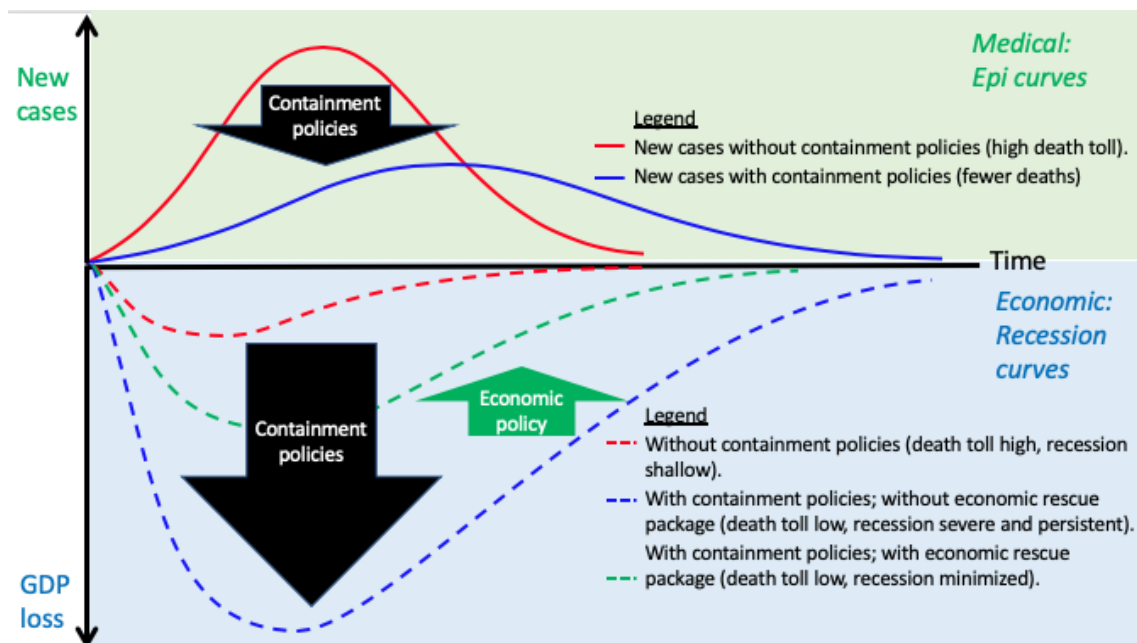 New
cases
Containment
policies
Medical:
Epi curves
Legend
New cases without containment policies (high death toll).
New cases with containment policies (fewer deaths)
Time
Economic:
Recession
curves
Containment
policies
Economic
policy
Legend
Without containment policies (death toll high, recession
shallow).
With containment policies; without economic rescue
package (death toll low, recession severe and persistent).
With containment policies; with economic rescue
package (death toll low, recession minimized).
GDP
loss